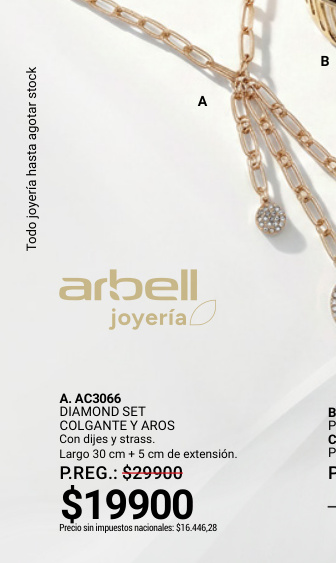 B
A
Todo joyería hasta agotar stock
arbell
joyería
A. AC3066
DIAMOND SET
COLGANTE Y AROS
Con dijes y strass.
Largo 30 cm + 5 cm de extensión.
P.REG.: $29900
$19900
Precio sin impuestos nacionales: $16.446,28
B
P
C
P
P